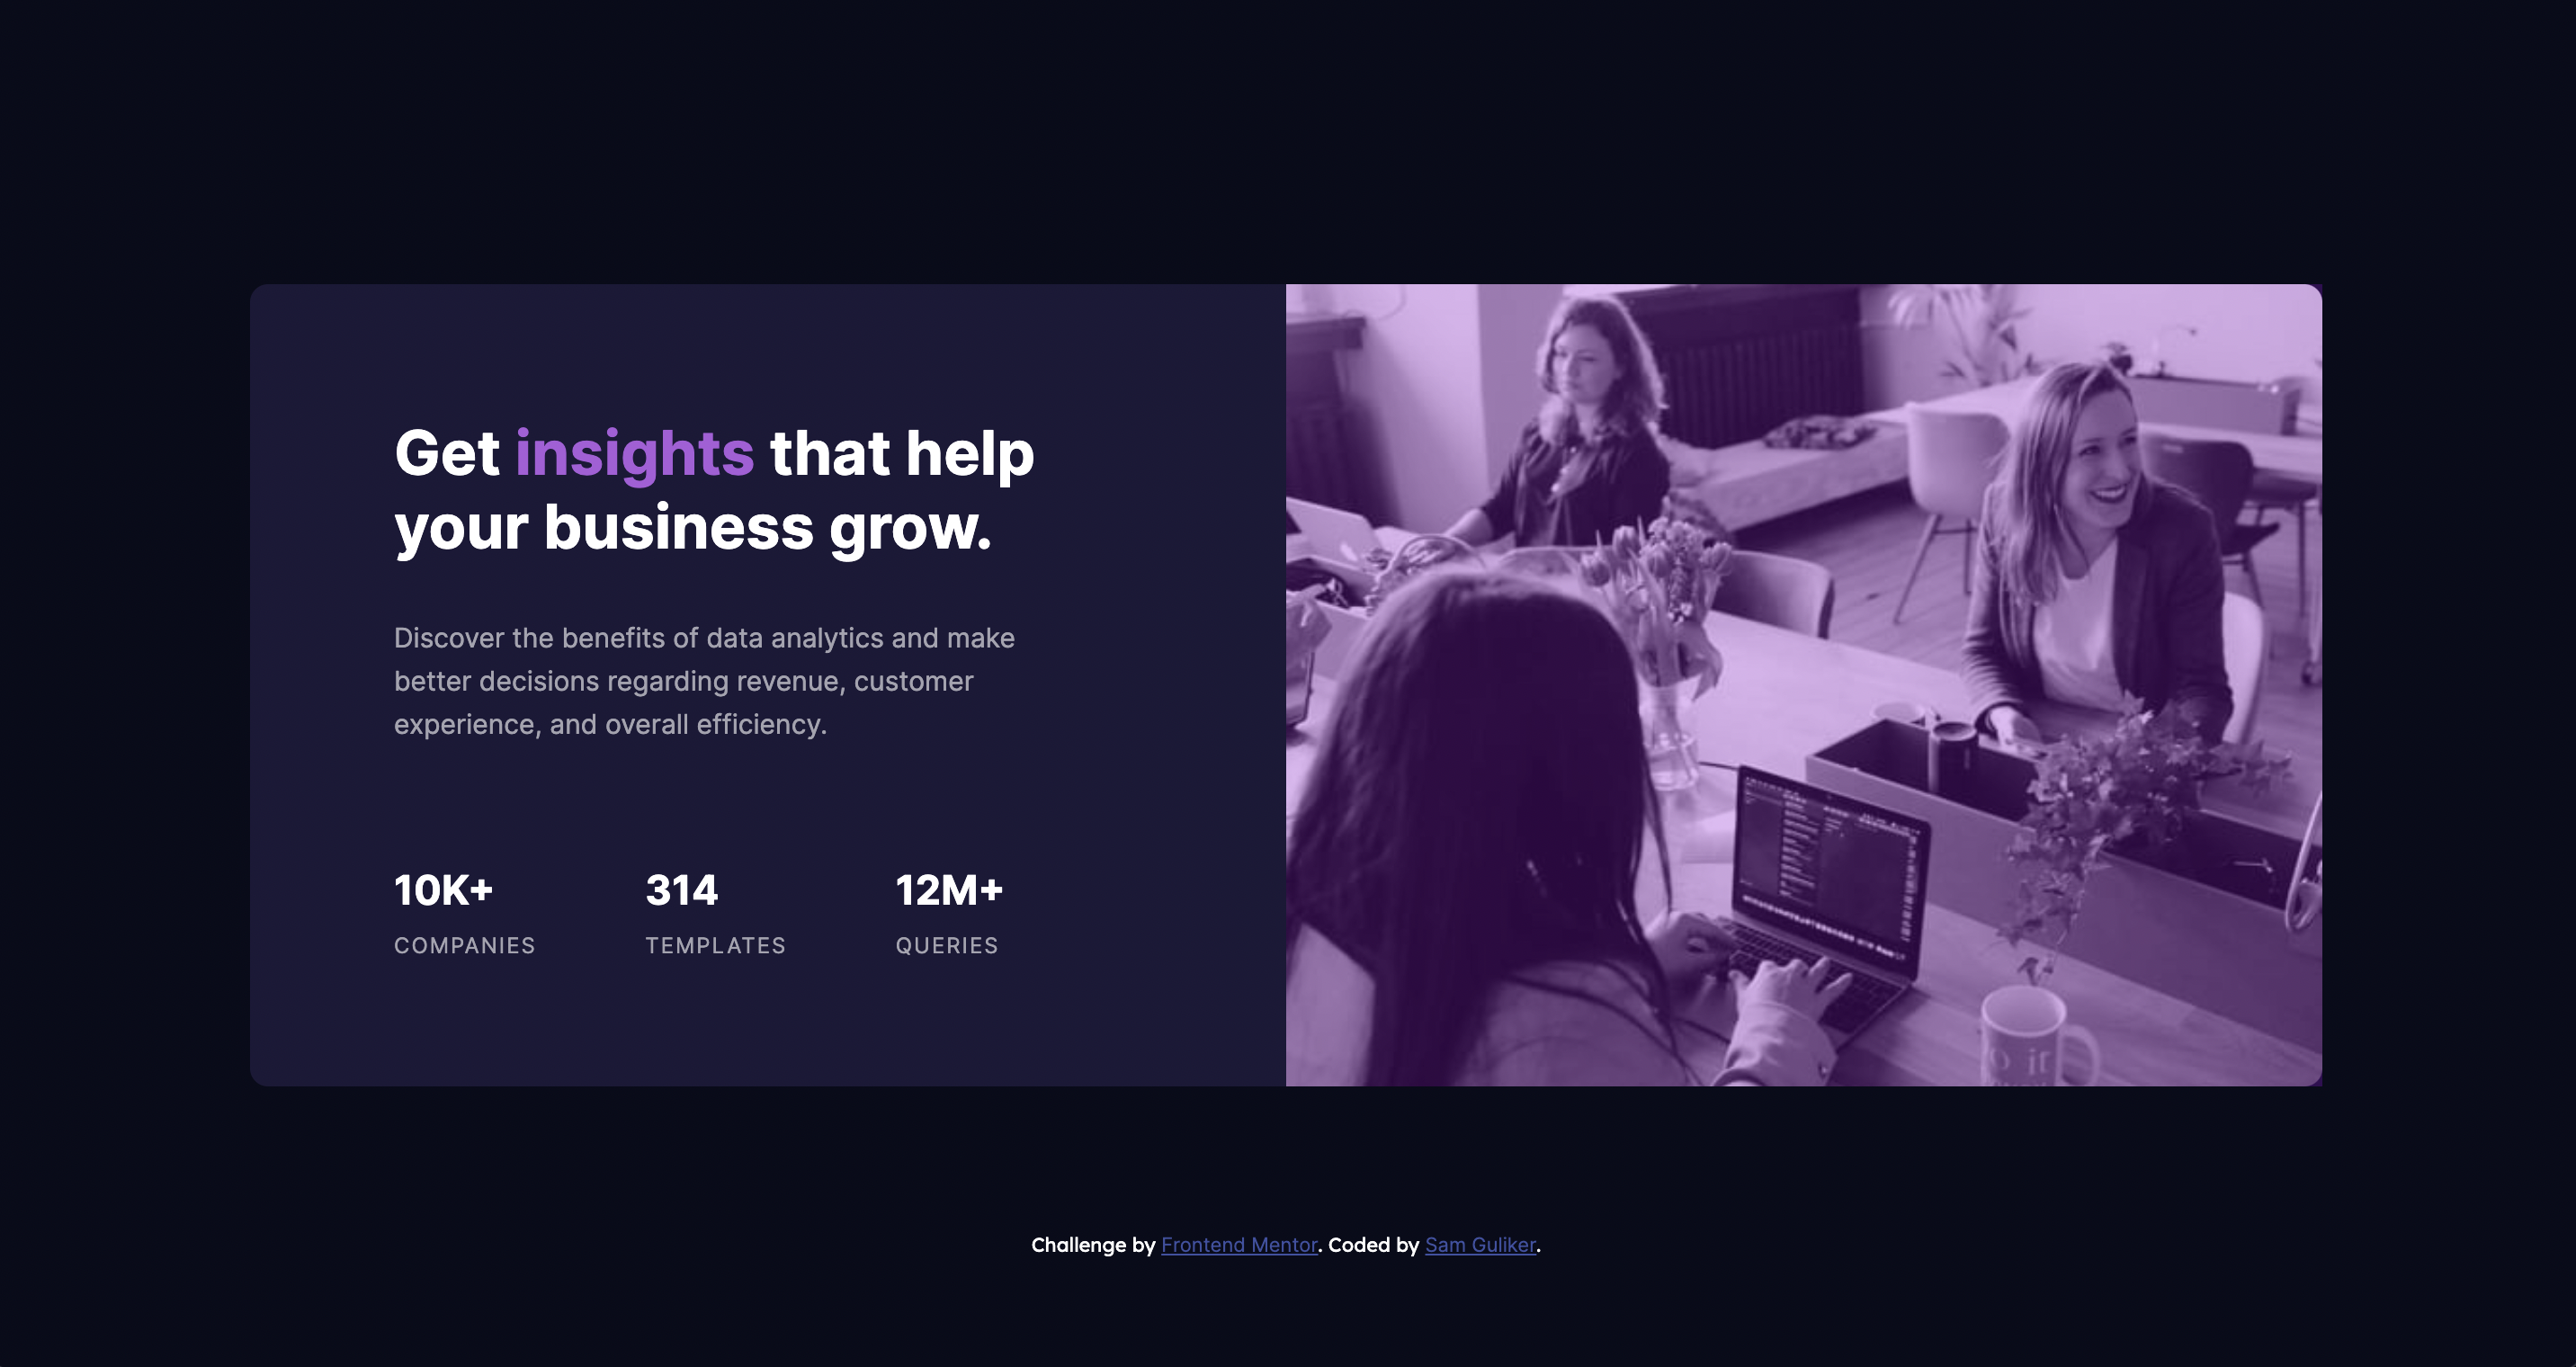 Get insights that help
your business grow.
Discover the benefits of data analytics and make
better decisions regarding revenue, customer
experience, and overall efficiency.
10K+ 314 12M+
COMPANIES TEMPLATES QUERIES
Challenge by Frontend Mentor. Coded by Sam Guliker.